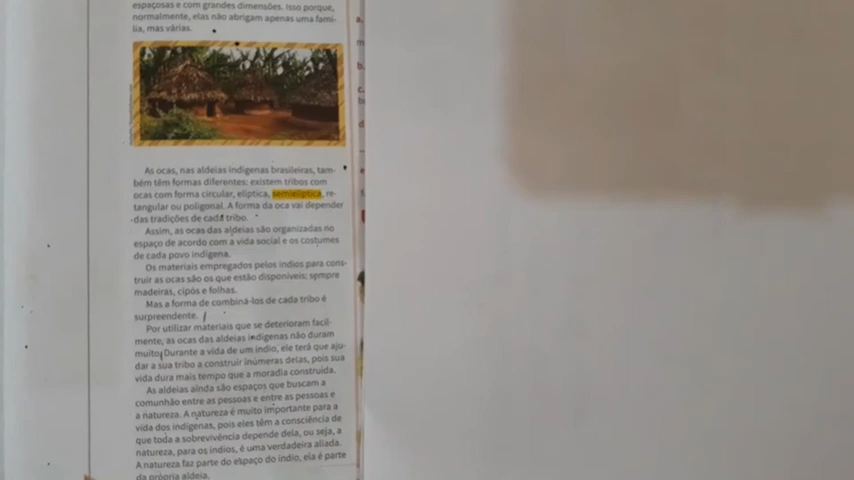 espaçosas e com grandes dimensões. Isso porque,
normalmente, elas não abrigam apenas uma famí-
lia, mas várias.
As ocas, nas aldeias indígenas brasileiras, tam-
bém têm formas diferentes: existem tribos com
ocas com forma circular, elíptica, semielíptica, re-
tangular ou poligonal. A forma da oca vai depender
das tradições de cada tribo.
Assim, as ocas das aldeias são organizadas no
espaço de acordo com a vida social e os costumes
de cada povo indígena.
Os materiais empregados pelos índios para cons-
truir as ocas são os que estão disponíveis: sempre
madeiras, cipós e folhas.
Mas a forma de combiná-los de cada tribo é
surpreendente.
Por utilizar materiais que se deterioram facil-
mente, as ocas das aldeias indígenas não duram
muito. Durante a vida de um índio, ele terá que aju-
dar a sua tribo a construir inúmeras delas, pois sua
vida dura mais tempo que a moradia construída.
As aldeias ainda são espaços que buscam a
comunhão entre as pessoas e entre as pessoas e
a natureza. A natureza é muito importante para a
vida dos indígenas, pois eles têm a consciência de
que toda a sobrevivência depende dela, ou seja, a
natureza, para os índios, é uma verdadeira aliada.
A natureza faz parte do espaço do índio, ela é parte
da própria aldeia.
a.
m
b.
c.
d